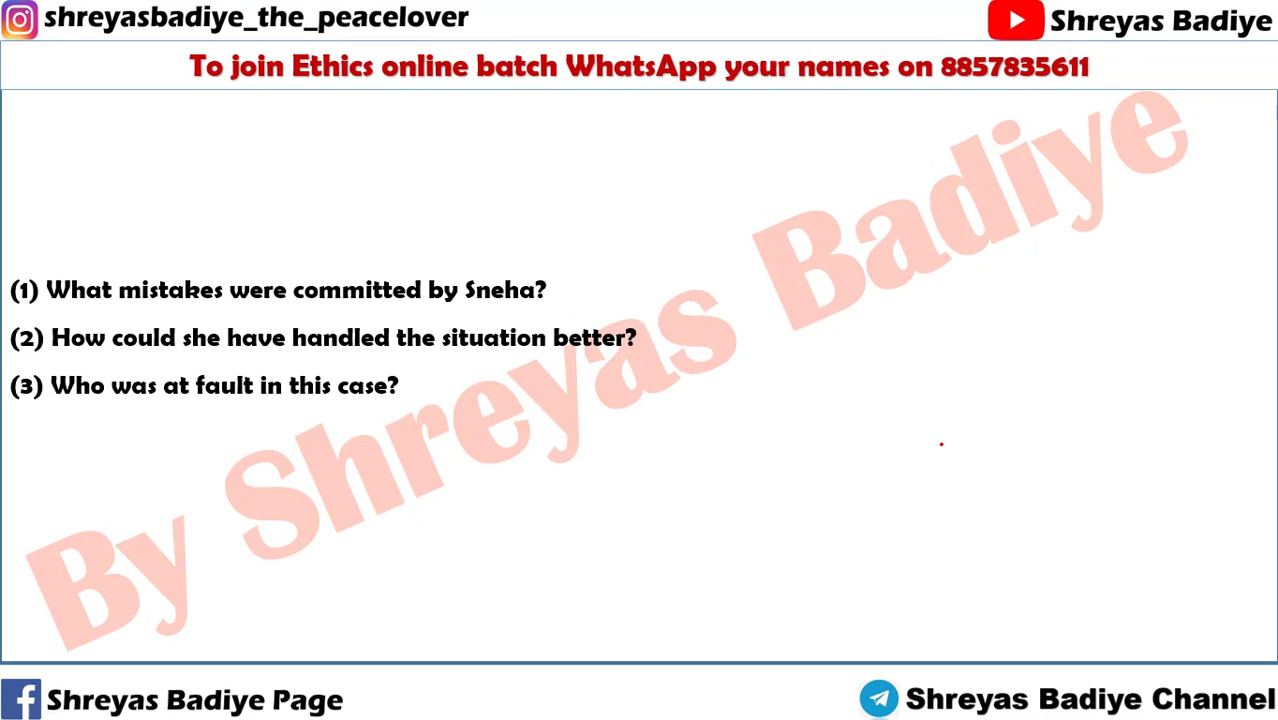 shreyasbadiye_the_peacelover
Shreyas Badiye
To join Ethics online batch WhatsApp your names on 8857835611
(1) What mistakes were committed by Sneha?
(2) How could she have handled the situation better?
(3) Who was at fault in this case?
By Shreyas Badiye
Shreyas Badiye Page
Shreyas Badiye Channel